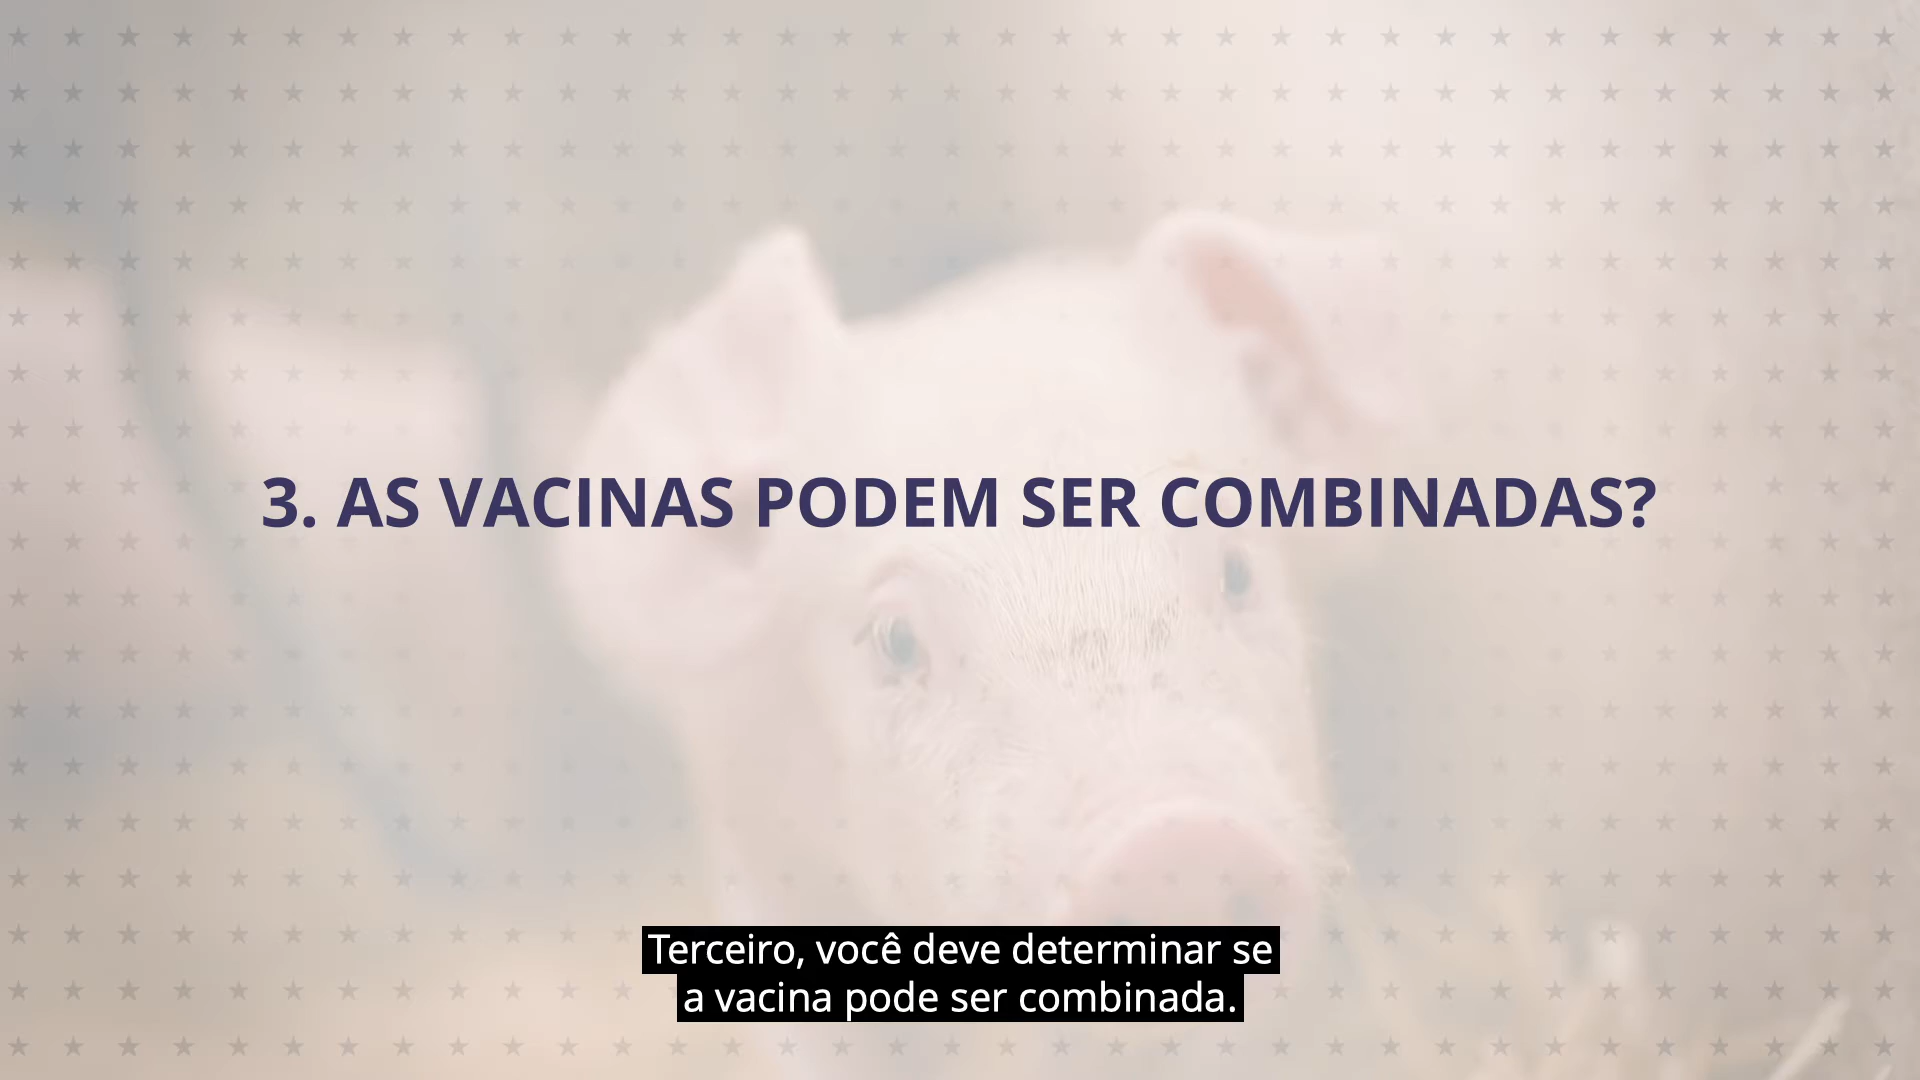 3. AS VACINAS PODEM SER COMBINADAS?
Terceiro, você deve determinar se
a vacina pode ser combinada.